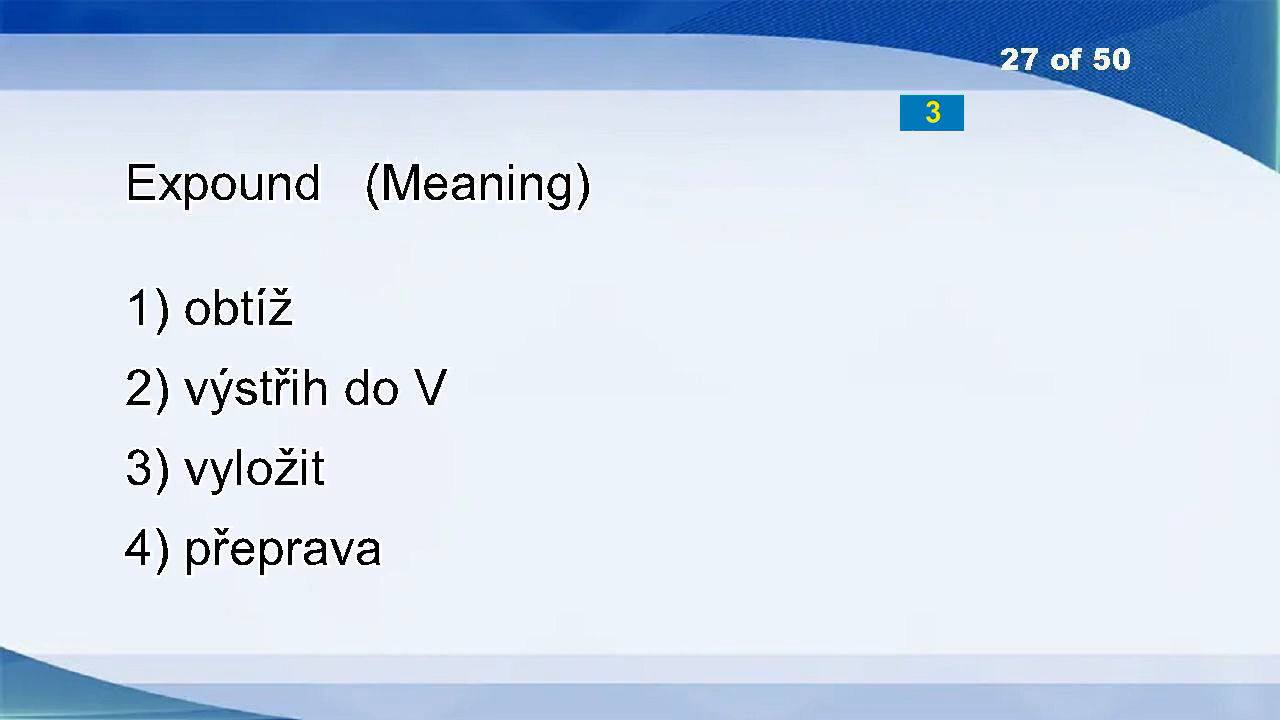 27 of 50
3
Expound (Meaning)
1) obtíž
2) výstřih do V
3) vyložit
4) přeprava